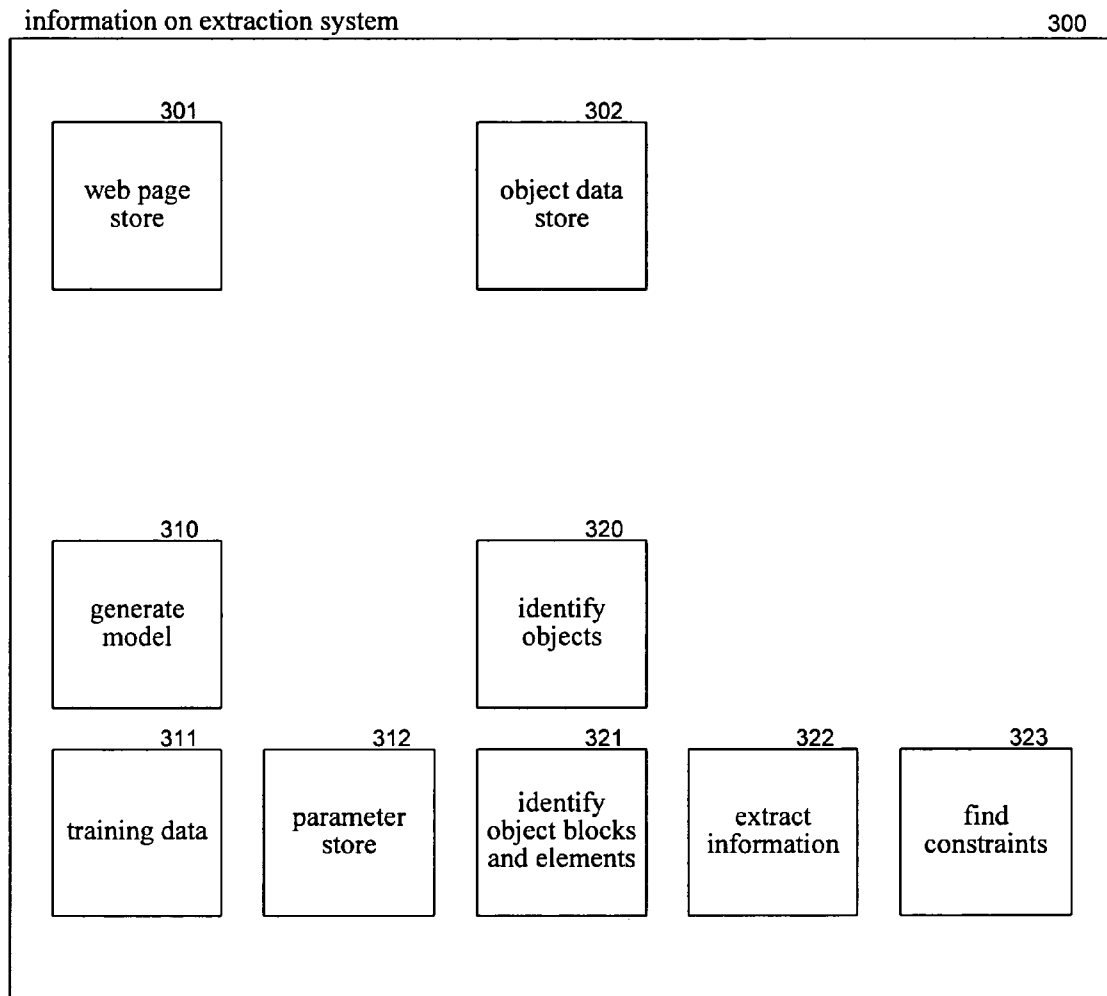 information on extraction system 300
301 302
web page
store
object data
store
310 320
generate
model
identify
objects
311 312 321 322 323
training data
parameter
store
identify
object blocks
and elements
extract
information
find
constraints